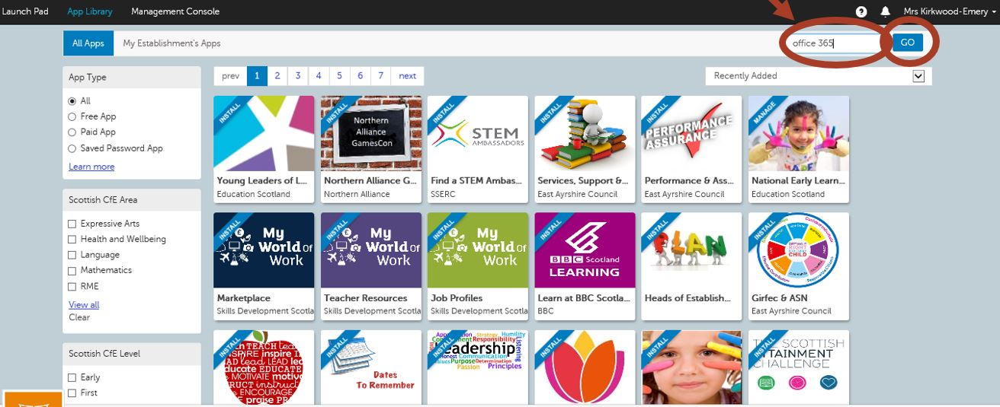 Launch Pad App Library Management Console ? Mrs Kirkwood-Emery
All Apps My Establishment's Apps office 365 GO
App Type
All
Free App
Paid App
Saved Password App
Learn more
Scottish CfE Area
Expressive Arts
Health and Wellbeing
Language
Mathematics
RME
View all
Clear
Scottish CfE Level
Early
First
prev 1 2 3 4 5 6 7 next Recently Added
INSTALL
Young Leaders of L...
Education Scotland
INSTALL
Northern
Alliance
GamesCon
Northern Alliance G...
Northern Alliance
INSTALL
STEM
AMBASSADORS
Find a STEM Ambas...
SSERC
INSTALL
Services, Support &...
East Ayrshire Council
INSTALL
PERFORMANCE
ASSURANCE
Performance & Ass...
East Ayrshire Council
MANAGE
National Early Learn...
Education Scotland
INSTALL
My
World Of
Work
Marketplace
Skills Development Scotla
INSTALL
My
World Of
Work
Teacher Resources
Skills Development Scotla
INSTALL
My
World Of
Work
Job Profiles
Skills Development Scotla
INSTALL
BBC Scotland
LEARNING
Learn at BBC Scotla...
BBC
INSTALL
PLAN
Heads of Establish...
INSTALL
GETTING IT
RIGHT
FOR EVERY
CHILD
Girfec & ASN
East Ayrshire Council
INSTALL
TEACH
INSPIRE inspire
LEAD lead LEAD
educate EDUCATE
MOTIVATE
instruct
ENCOURAGE
praise
INSTALL
Dates
To Remember
INSTALL
Strategy Humility
Responsibility
Leadership
Listening
Honest Communication
Values Purpose Determination
Passion Principles
INSTALL
INSTALL
INSTALL
SCOTTISH
ATTAINMENT
CHALLENGE